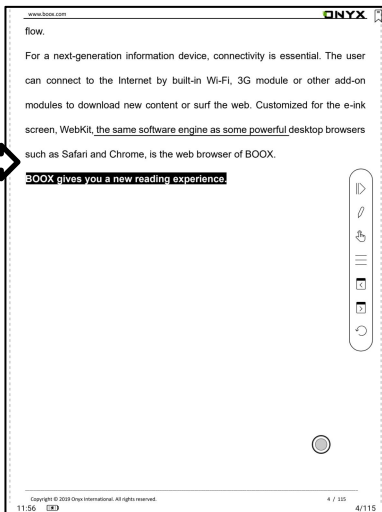 www.boox.com
ONYX
flow.
For a next-generation information device, connectivity is essential. The user
can connect to the Internet by built-in Wi-Fi, 3G module or other add-on
modules to download new content or surf the web. Customized for the e-ink
screen, WebKit, the same software engine as some powerful desktop browsers
such as Safari and Chrome, is the web browser of BOOX.
BOOX gives you a new reading experience.
Copyright © 2019 Onyx International. All rights reserved.
4 / 115
11:56
4/115